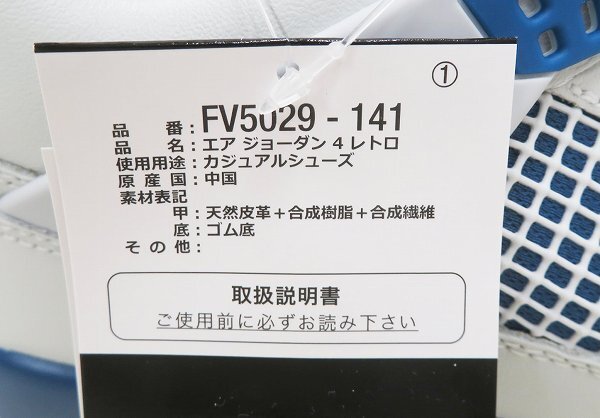 ①
品　　番：FV5029 - 141
品　　名：エア ジョーダン 4 レトロ
使用用途：カジュアルシューズ
原 産 国：中国
素材表記
甲：天然皮革＋合成樹脂＋合成繊維
底：ゴム底
そ の 他：
取扱説明書
ご使用前に必ずお読み下さい